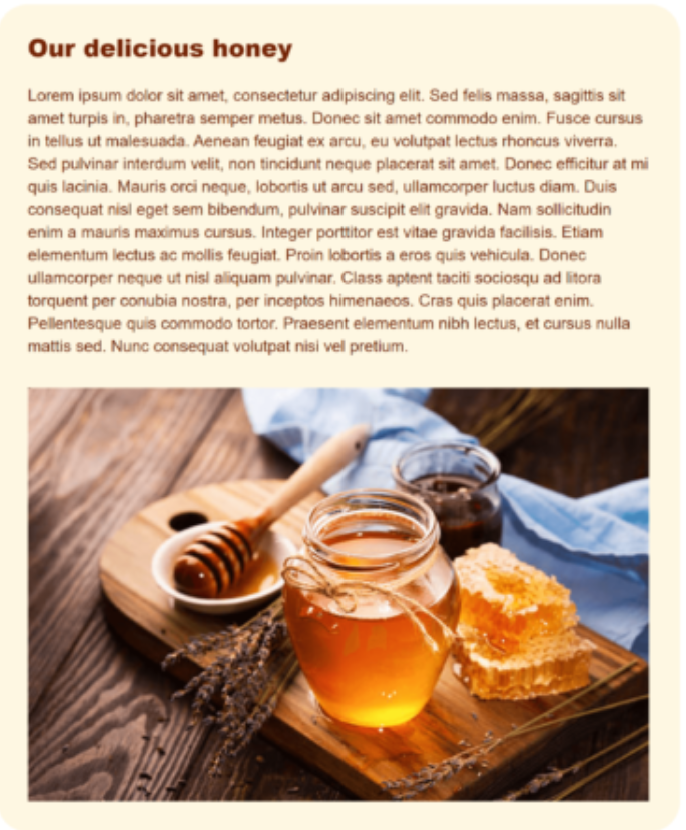 Our delicious honey
Lorem ipsum dolor sit amet, consectetur adipiscing elit. Sed felis massa, sagittis sit
amet turpis in, pharetra semper metus. Donec sit amet commodo enim. Fusce cursus
in tellus ut malesuada. Aenean feugiat ex arcu, eu volutpat lectus rhoncus viverra.
Sed pulvinar interdum velit, non tincidunt neque placerat sit amet. Donec efficitur at mi
quis lacinia. Mauris orci neque, lobortis ut arcu sed, ullamcorper luctus diam. Duis
consequat nisl eget sem bibendum, pulvinar suscipit elit gravida. Nam sollicitudin
enim a mauris maximus cursus. Integer porttitor est vitae gravida facilisis. Etiam
elementum lectus ac mollis feugiat. Proin lobortis a eros quis vehicula. Donec
ullamcorper neque ut nisl aliquam pulvinar. Class aptent taciti sociosqu ad litora
torquent per conubia nostra, per inceptos himenaeos. Cras quis placerat enim.
Pellentesque quis commodo tortor. Praesent elementum nibh lectus, et cursus nulla
mattis sed. Nunc consequat volutpat nisi vel pretium.